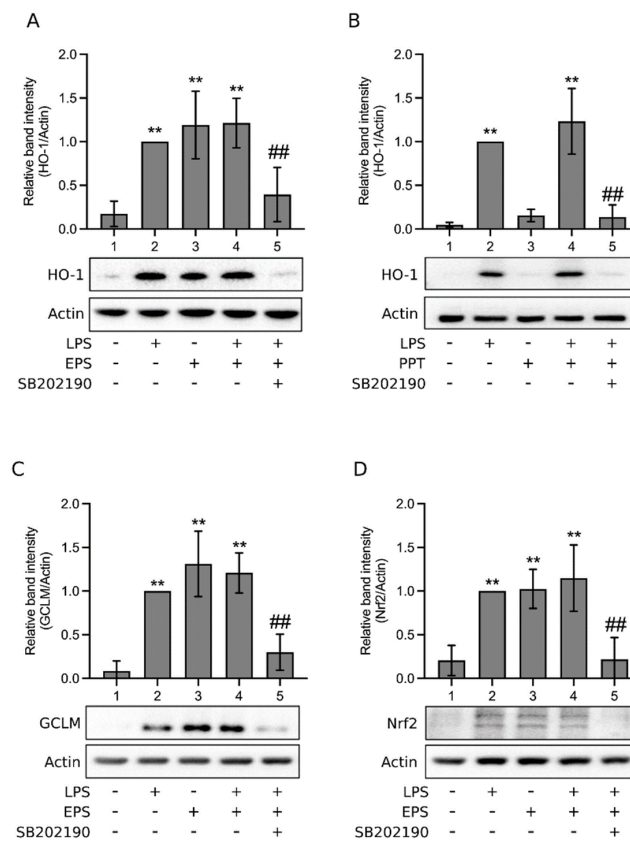 A
Relative band intensity
(HO-1/Actin)
2.0
1.5
1.0
0.5
0.0
** ** ** ##
1 2 3 4 5
HO-1
Actin
LPS - + - + +
EPS - - + + +
SB202190 - - - - +
B
Relative band intensity
(HO-1/Actin)
2.0
1.5
1.0
0.5
0.0
** ** ##
1 2 3 4 5
HO-1
Actin
LPS - + - + +
PPT - - + + +
SB202190 - - - - +
C
Relative band intensity
(GCLM/Actin)
2.0
1.5
1.0
0.5
0.0
** ** ** ##
1 2 3 4 5
GCLM
Actin
LPS - + - + +
EPS - - + + +
SB202190 - - - - +
D
Relative band intensity
(Nrf2/Actin)
2.0
1.5
1.0
0.5
0.0
** ** ** ##
1 2 3 4 5
Nrf2
Actin
LPS - + - + +
EPS - - + + +
SB202190 - - - - +